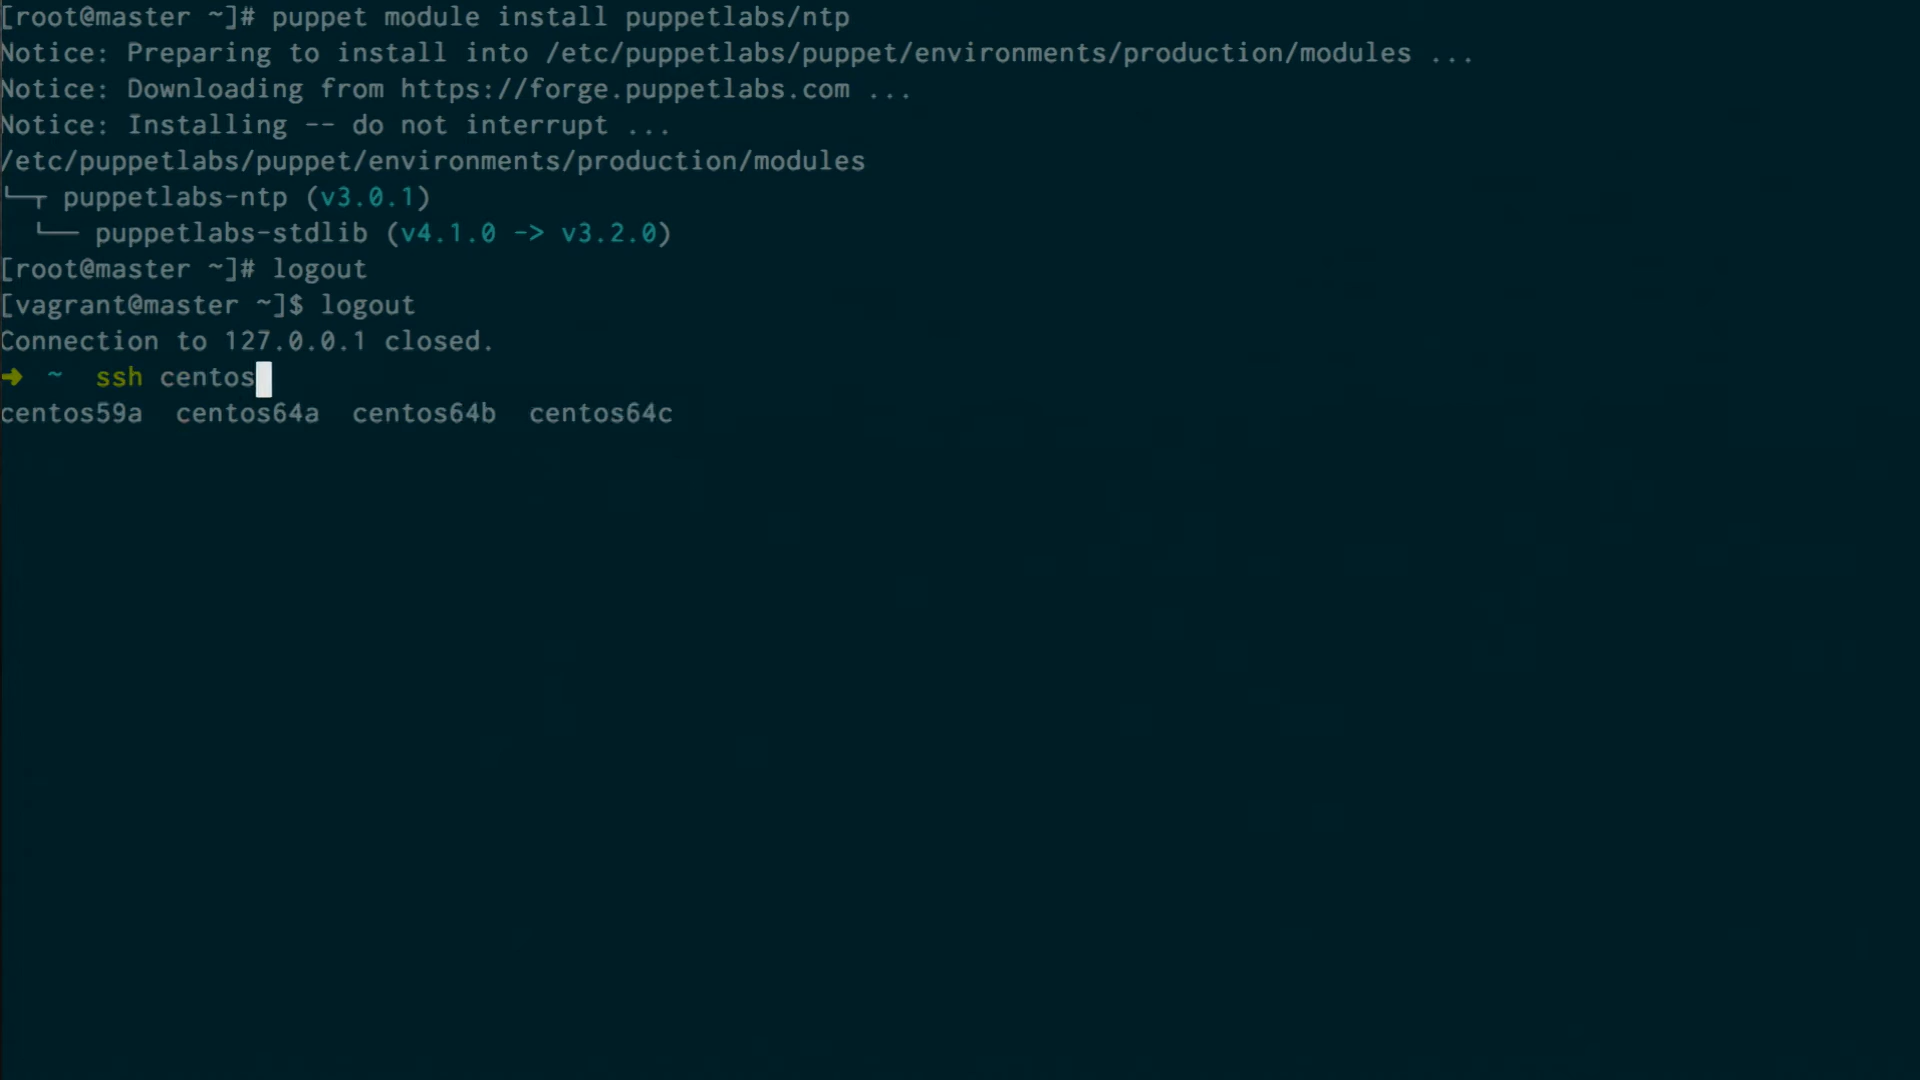 [root@master ~]# puppet module install puppetlabs/ntp
Notice: Preparing to install into /etc/puppetlabs/puppet/environments/production/modules ...
Notice: Downloading from https://forge.puppetlabs.com ...
Notice: Installing -- do not interrupt ...
/etc/puppetlabs/puppet/environments/production/modules
└─┬ puppetlabs-ntp (v3.0.1)
  └── puppetlabs-stdlib (v4.1.0 -> v3.2.0)
[root@master ~]# logout
[vagrant@master ~]$ logout
Connection to 127.0.0.1 closed.
➜  ~  ssh centos
centos59a  centos64a  centos64b  centos64c